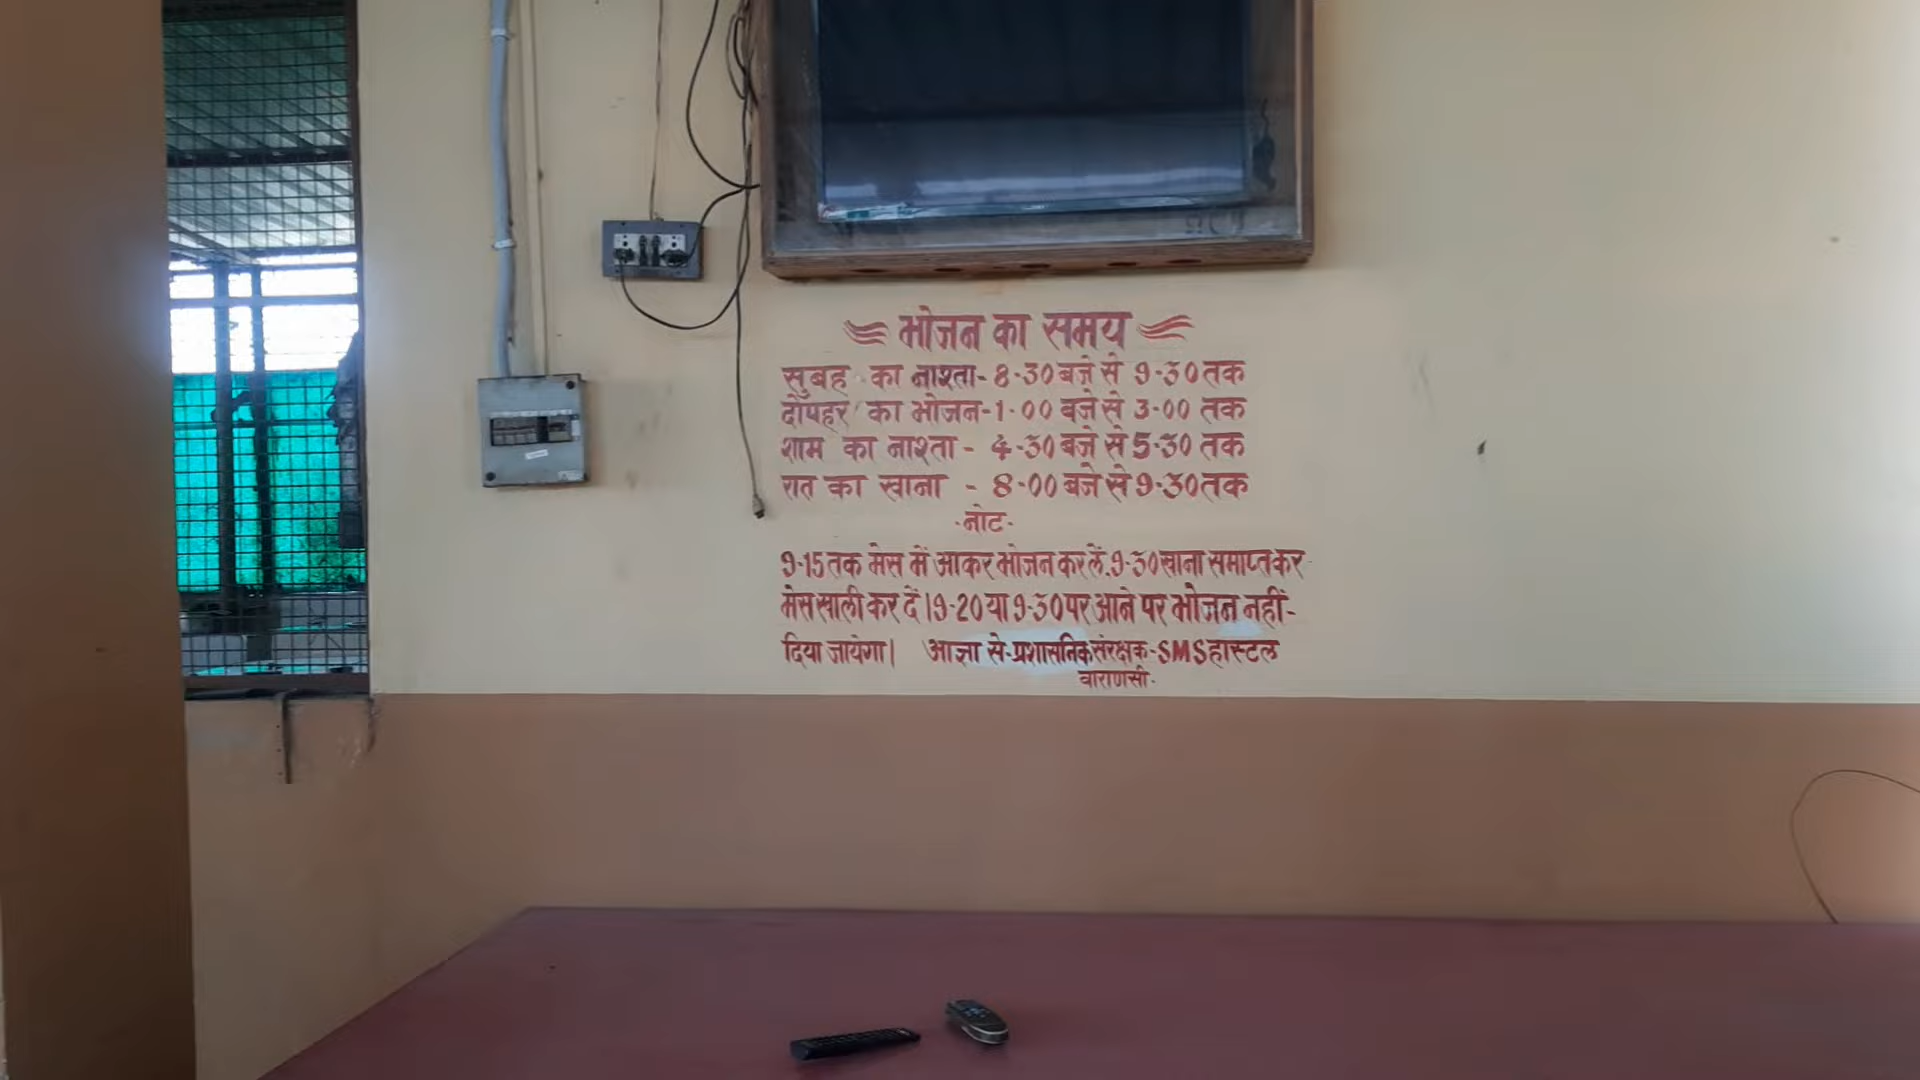 भोजन का समय
सुबह का नाश्ता- 8-30 बजे से 9-30 तक
दोपहर का भोजन-1-00 बजे से 3-00 तक
शाम का नाश्ता - 4-30 बजे से 5-30 तक
रात का खाना - 8-00 बजे से 9-30 तक
-नोट-
9-15 तक मेस में आकर भोजन कर लें. 9-30 खाना समाप्त कर
मेस खाली कर दें। 9-20 या 9-30 पर आने पर भोजन नहीं-
दिया जायेगा। आज्ञा से-प्रशासनिक संरक्षक-SMS हास्टल
वाराणसी-